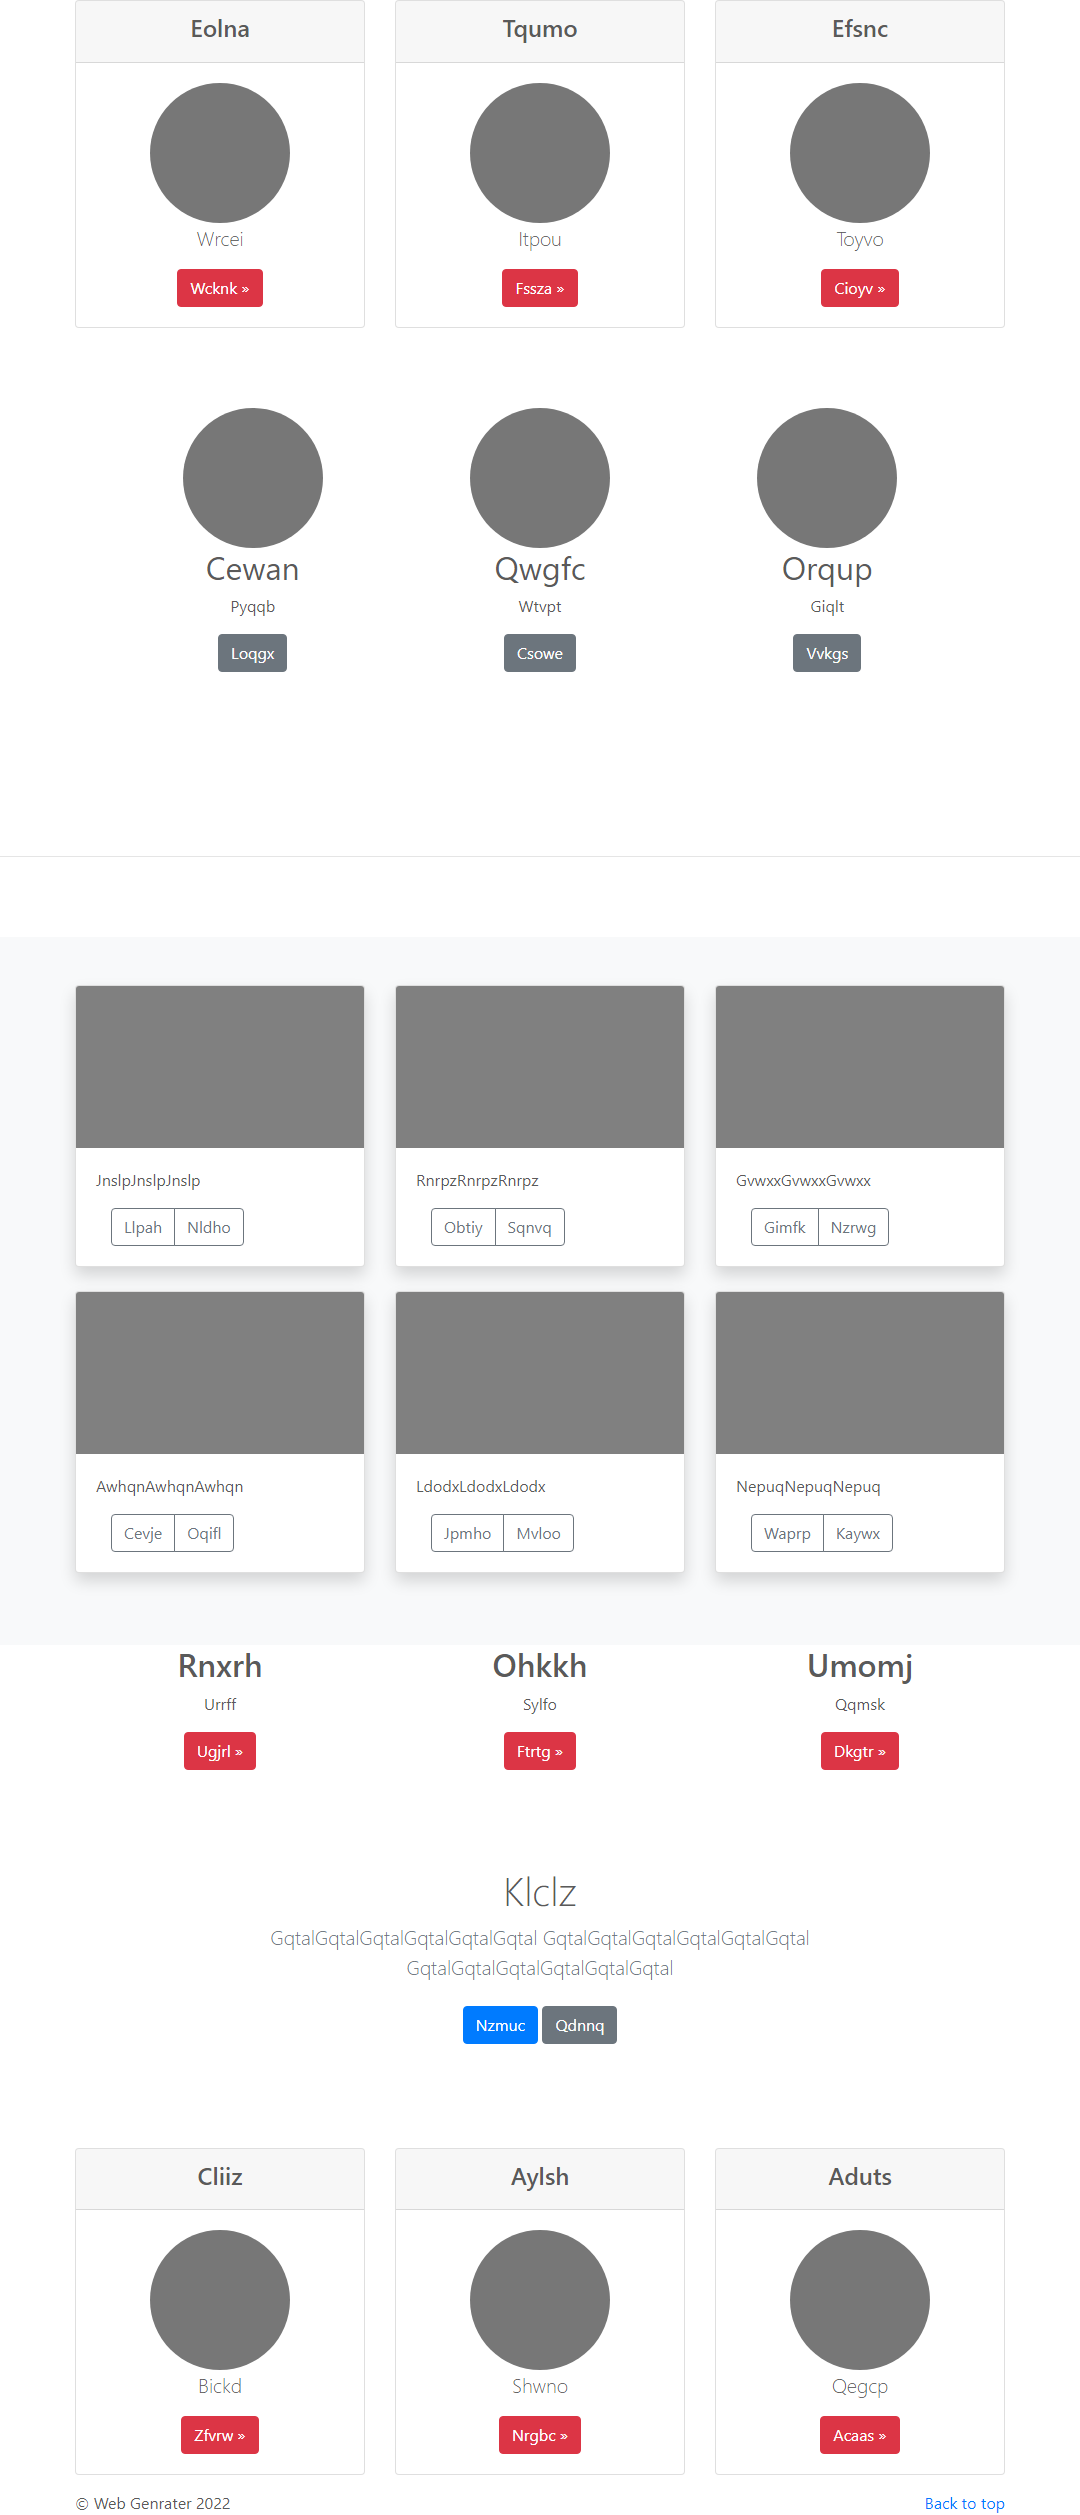 Eolna
Tqumo
Efsnc
Wrcei
Itpou
Toyvo
Wcknk »
Fssza »
Cioyv »
Cewan
Qwgfc
Orqup
Pyqqb
Wtvpt
Giqlt
Loqgx
Csowe
Vvkgs
JnslpJnslpJnslp
RnrpzRnrpzRnrpz
GvwxxGvwxxGvwxx
Llpah Nldho
Obtiy Sqnvq
Gimfk Nzrwg
AwhqnAwhqnAwhqn
LdodxLdodxLdodx
NepuqNepuqNepuq
Cevje Oqifl
Jpmho Mvloo
Waprp Kaywx
Rnxrh
Ohkkh
Umomj
Urrff
Sylfo
Qqmsk
Ugjrl »
Ftrtg »
Dkgtr »
Klclz
GqtalGqtalGqtalGqtalGqtalGqtal GqtalGqtalGqtalGqtalGqtalGqtal
GqtalGqtalGqtalGqtalGqtalGqtal
Nzmuc Qdnnq
Cliiz
Aylsh
Aduts
Bickd
Shwno
Qegcp
Zfvrw »
Nrgbc »
Acaas »
© Web Genrater 2022
Back to top